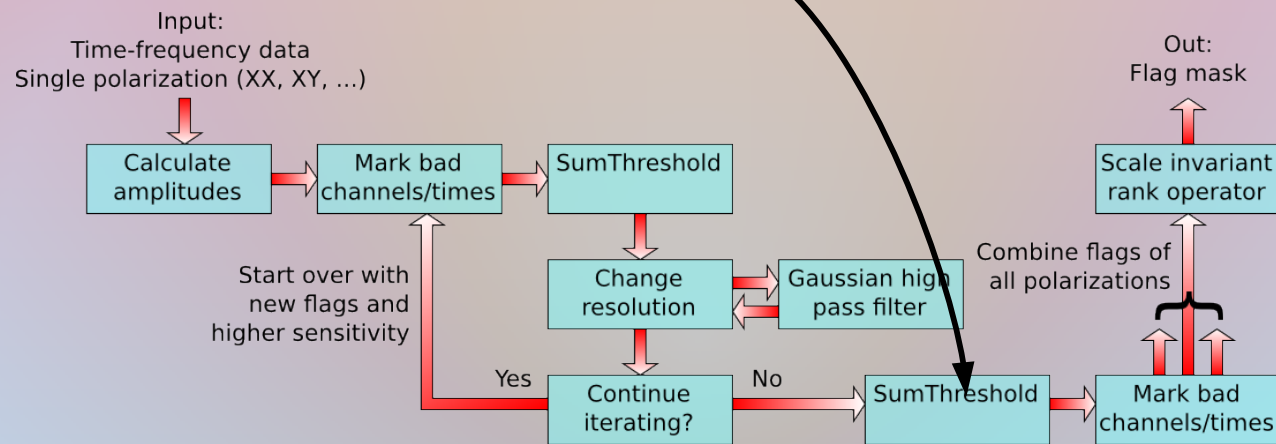 Input:
Time-frequency data
Single polarization (XX, XY, ...)
Out:
Flag mask
Calculate
amplitudes
Mark bad
channels/times
SumThreshold
Scale invariant
rank operator
Start over with
new flags and
higher sensitivity
Change
resolution
Gaussian high
pass filter
Combine flags of
all polarizations
Yes
Continue
iterating?
No
SumThreshold
Mark bad
channels/times